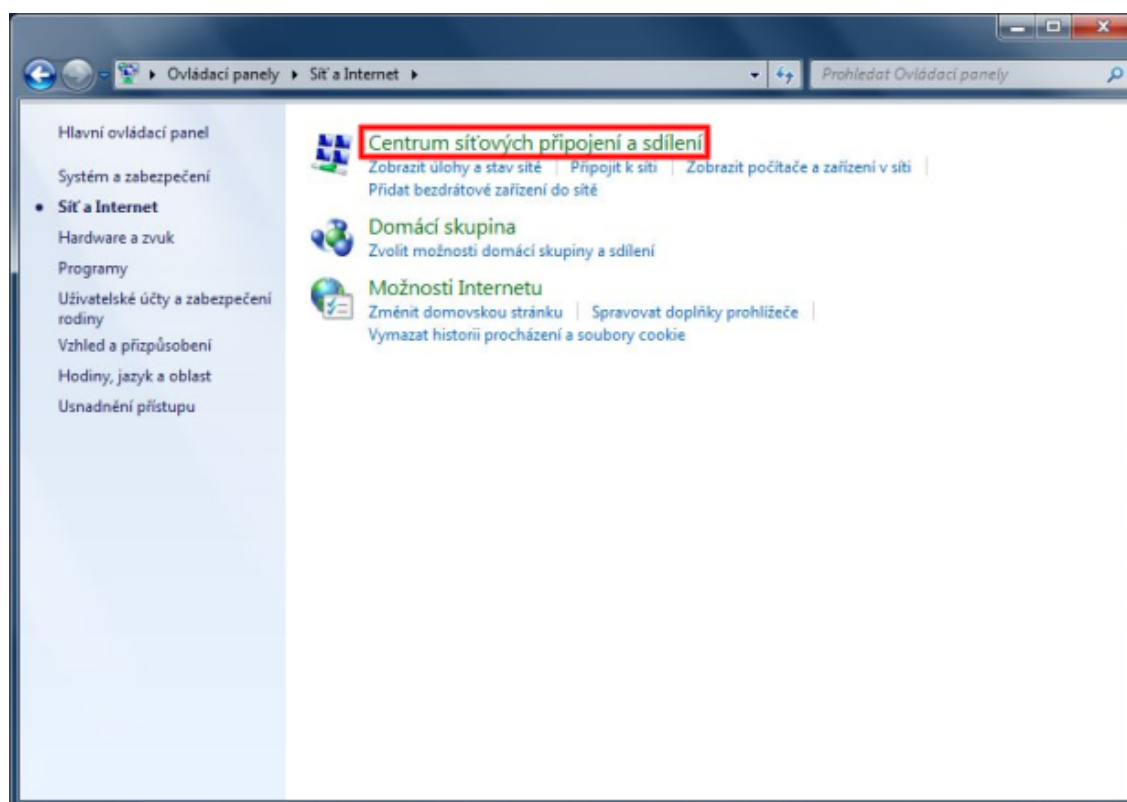 Ovládací panely
Síť a Internet
Prohledat Ovládací panely
Hlavní ovládací panel
Systém a zabezpečení
Síť a Internet
Hardware a zvuk
Programy
Uživatelské účty a zabezpečení
rodiny
Vzhled a přizpůsobení
Hodiny, jazyk a oblast
Usnadnění přístupu
Centrum síťových připojení a sdílení
Zobrazit úlohy a stav sítě | Připojit k síti | Zobrazit počítače a zařízení v síti |
Přidat bezdrátové zařízení do sítě
Domácí skupina
Zvolit možnosti domácí skupiny a sdílení
Možnosti Internetu
Změnit domovskou stránku | Spravovat doplňky prohlížeče |
Vymazat historii procházení a soubory cookie